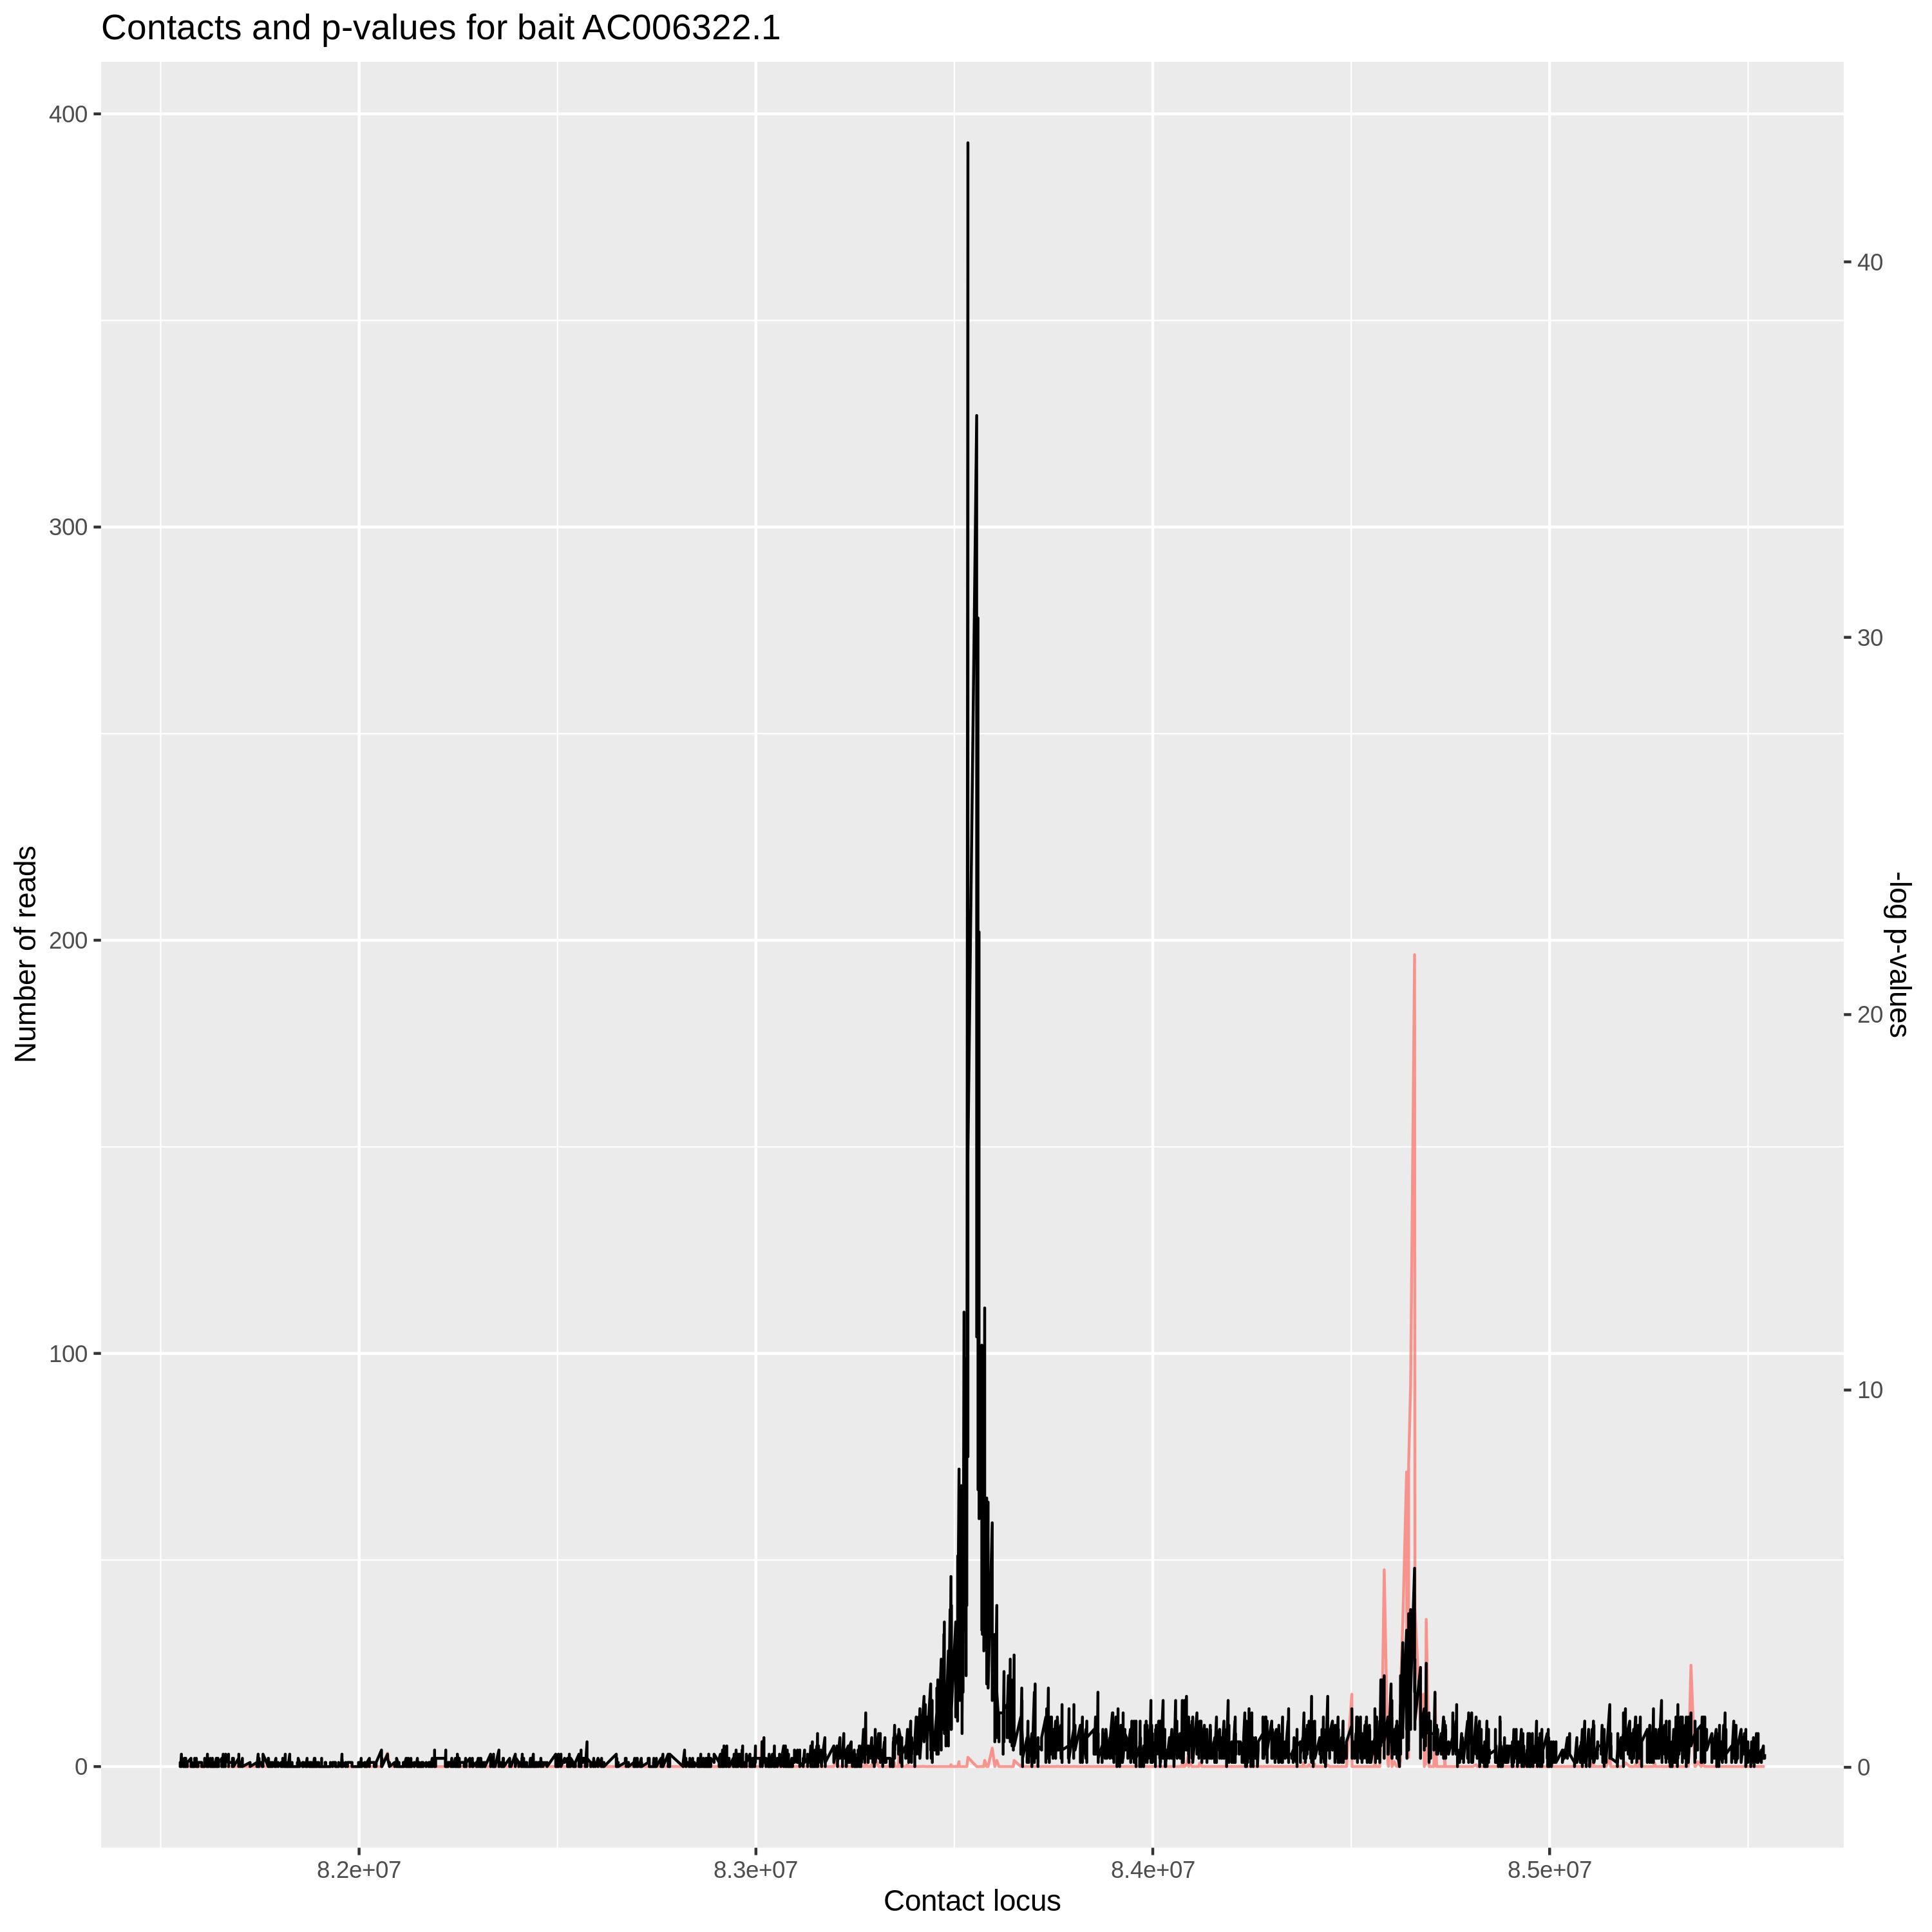 Contacts and p-values for bait AC006322.1
400
300
200
100
0
Number of reads
40
30
20
10
0
-log p-values
8.2e+07
8.3e+07
8.4e+07
8.5e+07
Contact locus